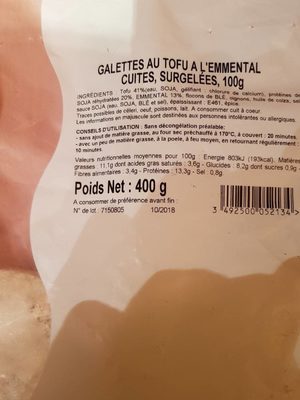 GALETTES AU TOFU A L'EMMENTAL
CUITES, SURGELÉES, 100g
INGRÉDIENTS : Tofu 41%(eau, SOJA, gélifiant : chlorure de calcium), protéines de
SOJA réhydratées 20%, EMMENTAL 13%, flocons de BLÉ, oignons, huile de colza,
sauce SOJA (eau, SOJA, BLÉ et sel), épaississant : E461, épice.
Traces possibles de céleri, oeuf, poissons, lait. A consommer cuit à coeur
Les informations en majuscule sont destinées aux personnes intolérantes ou allergiques.
CONSEILS D'UTILISATION : Sans décongélation préalable:
- sans ajout de matière grasse, au four sec préchauffé à 170°C, à couvert : 20 minutes.
- avec un peu de matière grasse, à la poêle, à feu moyen, en retournant régulièrement :
10 minutes.
Valeurs nutritionnelles moyennes pour 100g : Energie 803kJ (193kcal), Matières
grasses : 11,1g dont acides gras saturés : 3,6g - Glucides : 8,2g dont sucres 0,9g
Fibres alimentaires : 3,4g - Protéines : 13,3g - Sel : 0,8g
Poids Net : 400 g
A consommer de préférence avant fin :
N° de lot : 7150805 10/2018
3 492500 052134 >